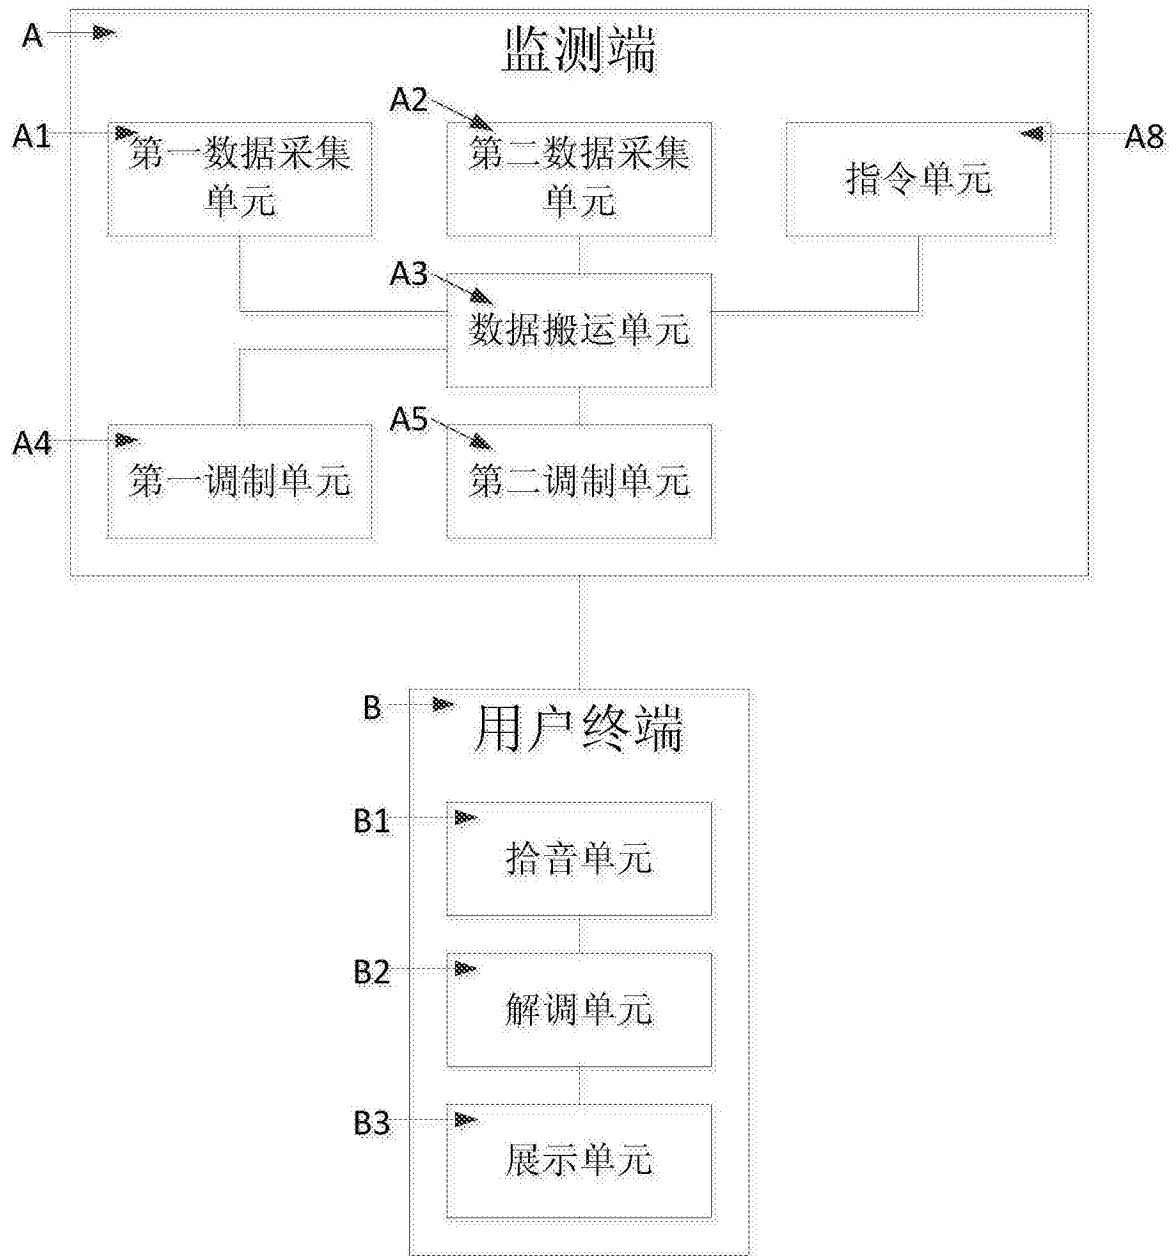 A
监测端
A1
A2
A8
第一数据采集
单元
第二数据采集
单元
指令单元
A3
数据搬运单元
A4
A5
第一调制单元
第二调制单元
B
用户终端
B1
拾音单元
B2
解调单元
B3
展示单元